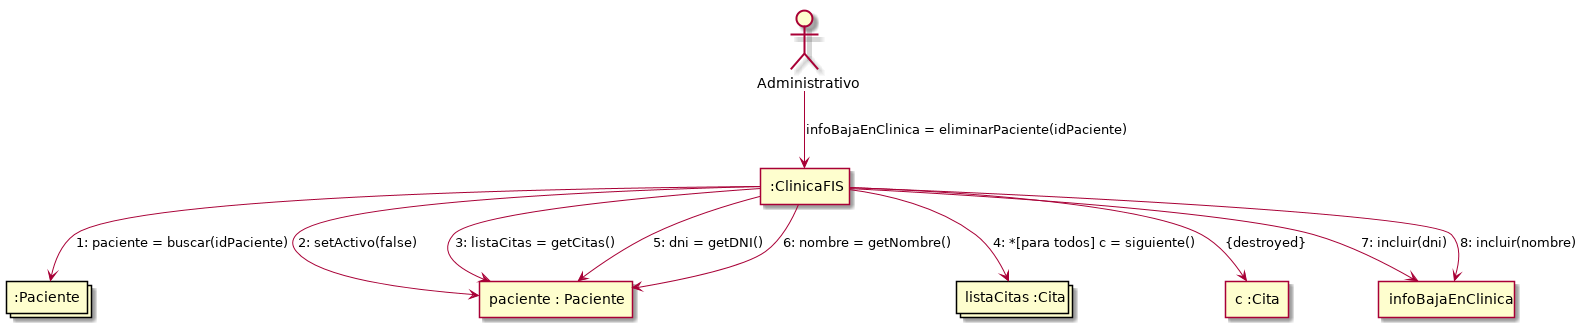 Administrativo
infoBajaEnClinica = eliminarPaciente(idPaciente)
:ClinicaFIS
1: paciente = buscar(idPaciente)
2: setActivo(false)
3: listaCitas = getCitas()
5: dni = getDNI()
6: nombre = getNombre()
4: *[para todos] c = siguiente()
{destroyed}
7: incluir(dni)
8: incluir(nombre)
:Paciente
paciente : Paciente
listaCitas :Cita
c :Cita
infoBajaEnClinica